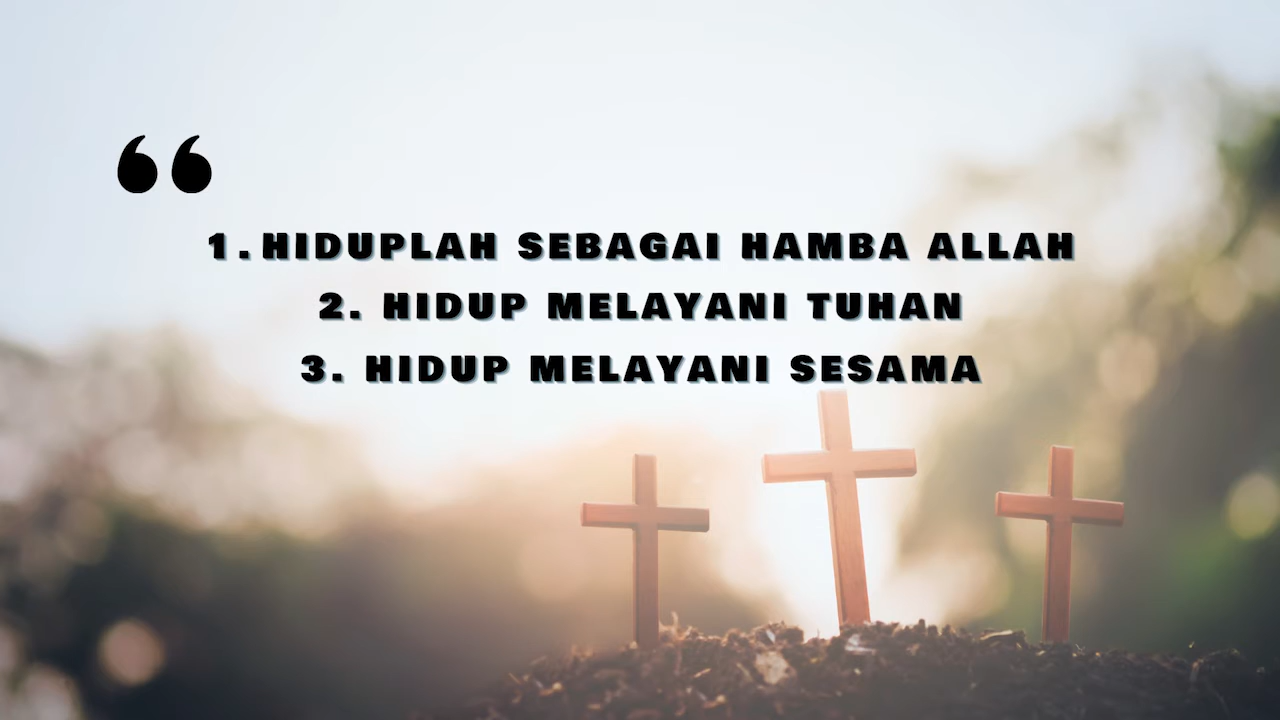 “
1. HIDUPLAH SEBAGAI HAMBA ALLAH
2. HIDUP MELAYANI TUHAN
3. HIDUP MELAYANI SESAMA